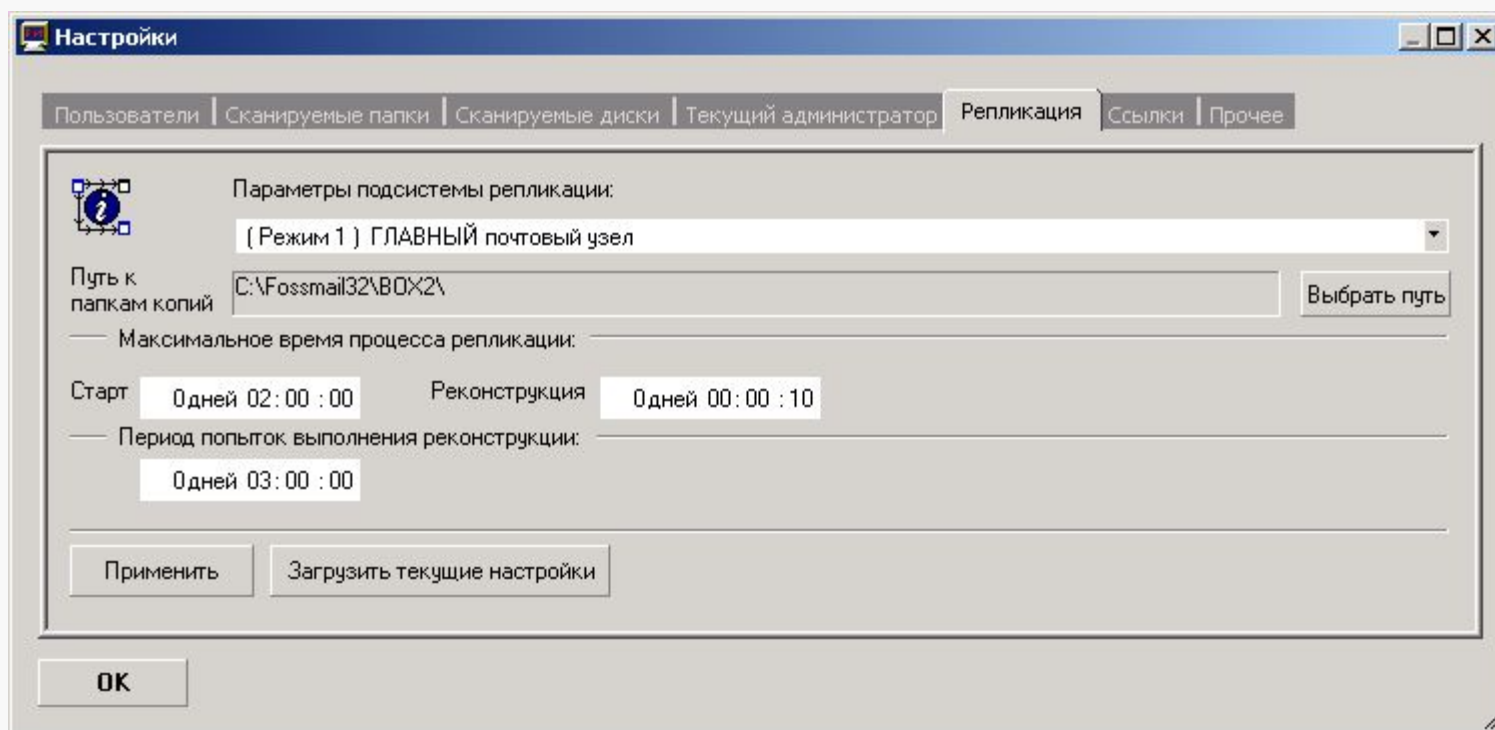 Настройки
Пользователи Сканируемые папки Сканируемые диски Текущий администратор Репликация Ссылки Прочее
Параметры подсистемы репликации:
( Режим 1 ) ГЛАВНЫЙ почтовый узел
Путь к
папкам копий
C:\Fossmail32\BOX2\
Выбрать путь
Максимальное время процесса репликации:
Старт 0дней 02:00 :00 Реконструкция 0дней 00:00 :10
Период попыток выполнения реконструкции:
0дней 03:00 :00
Применить Загрузить текущие настройки
OK